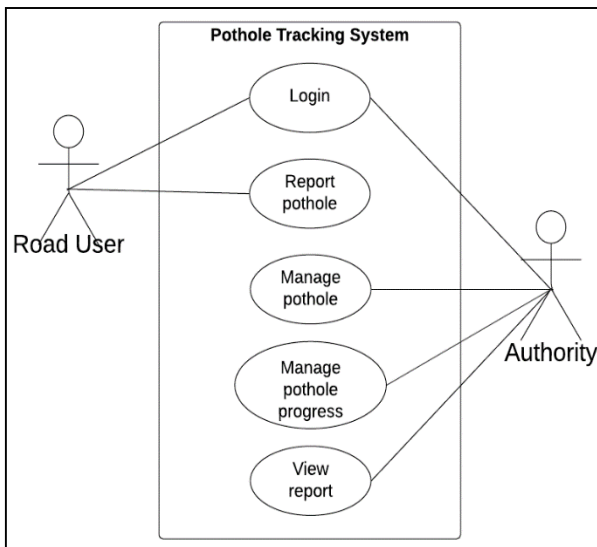 Pothole Tracking System
Login
Report
pothole
Road User
Manage
pothole
Authority
Manage
pothole
progress
View
report